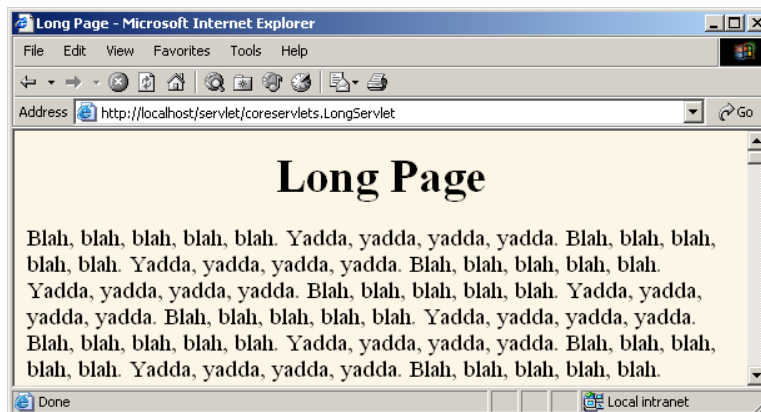 Long Page - Microsoft Internet Explorer
File Edit View Favorites Tools Help
Address http://localhost/servlet/coreservlets.LongServlet Go
Long Page
Blah, blah, blah, blah, blah. Yadda, yadda, yadda, yadda. Blah, blah, blah,
blah, blah. Yadda, yadda, yadda, yadda. Blah, blah, blah, blah, blah.
Yadda, yadda, yadda, yadda. Blah, blah, blah, blah, blah. Yadda, yadda,
yadda, yadda. Blah, blah, blah, blah, blah. Yadda, yadda, yadda, yadda.
Blah, blah, blah, blah, blah. Yadda, yadda, yadda, yadda. Blah, blah, blah,
blah, blah. Yadda, yadda, yadda, yadda. Blah, blah, blah, blah, blah.
Done Local intranet